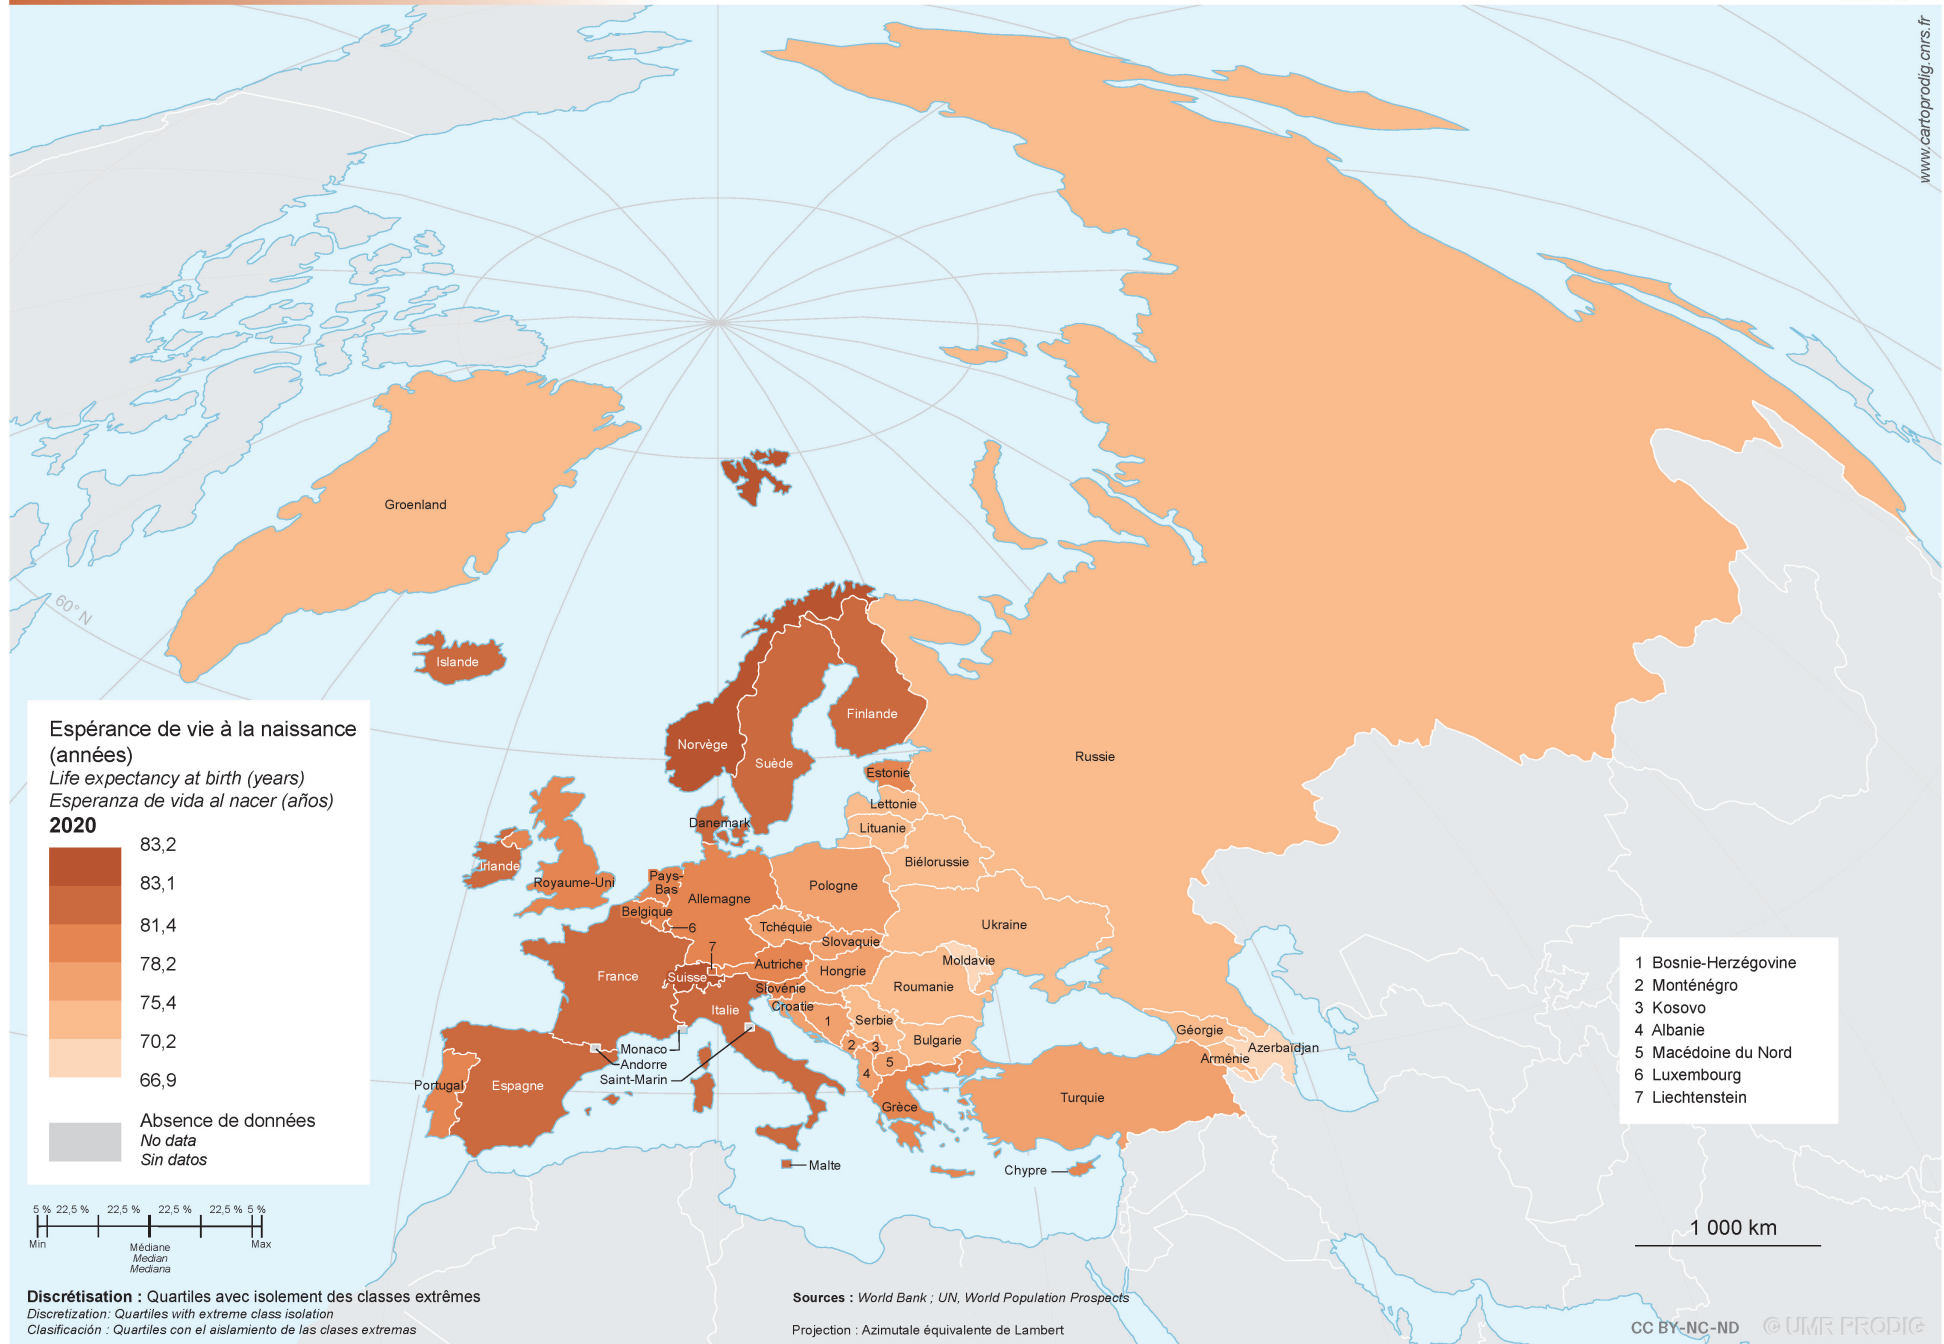 www.cartoprodig.cnrs.fr
Groenland
60° N
Islande
Norvège
Suède
Finlande
Russie
Estonie
Lettonie
Lituanie
Danemark
Biélorussie
Irlande
Royaume-Uni
Pays-
Bas
Allemagne
Pologne
Belgique
6
Tchéquie
Ukraine
7
Slovaquie
Moldavie
Autriche
Hongrie
France
Suisse
Slovénie
Roumanie
Croatie
Italie
1
Serbie
Géorgie
2
3
Bulgarie
Azerbaïdjan
Monaco
Andorre
Saint-Marin
5
Arménie
4
Portugal
Espagne
Turquie
Grèce
Malte
Chypre
Espérance de vie à la naissance
(années)
Life expectancy at birth (years)
Esperanza de vida al nacer (años)
2020
83,2
83,1
81,4
78,2
75,4
70,2
66,9
Absence de données
No data
Sin datos
1 Bosnie-Herzégovine
2 Monténégro
3 Kosovo
4 Albanie
5 Macédoine du Nord
6 Luxembourg
7 Liechtenstein
5 % 22,5 % 22,5 % 22,5 % 22,5 % 5 %
Min Max
Médiane
Median
Mediana
1 000 km
Discrétisation : Quartiles avec isolement des classes extrêmes
Discretization: Quartiles with extreme class isolation
Clasificación : Quartiles con el aislamiento de las clases extremas
Sources : World Bank ; UN, World Population Prospects
Projection : Azimutale équivalente de Lambert
CC BY-NC-ND © UMR PRODIG